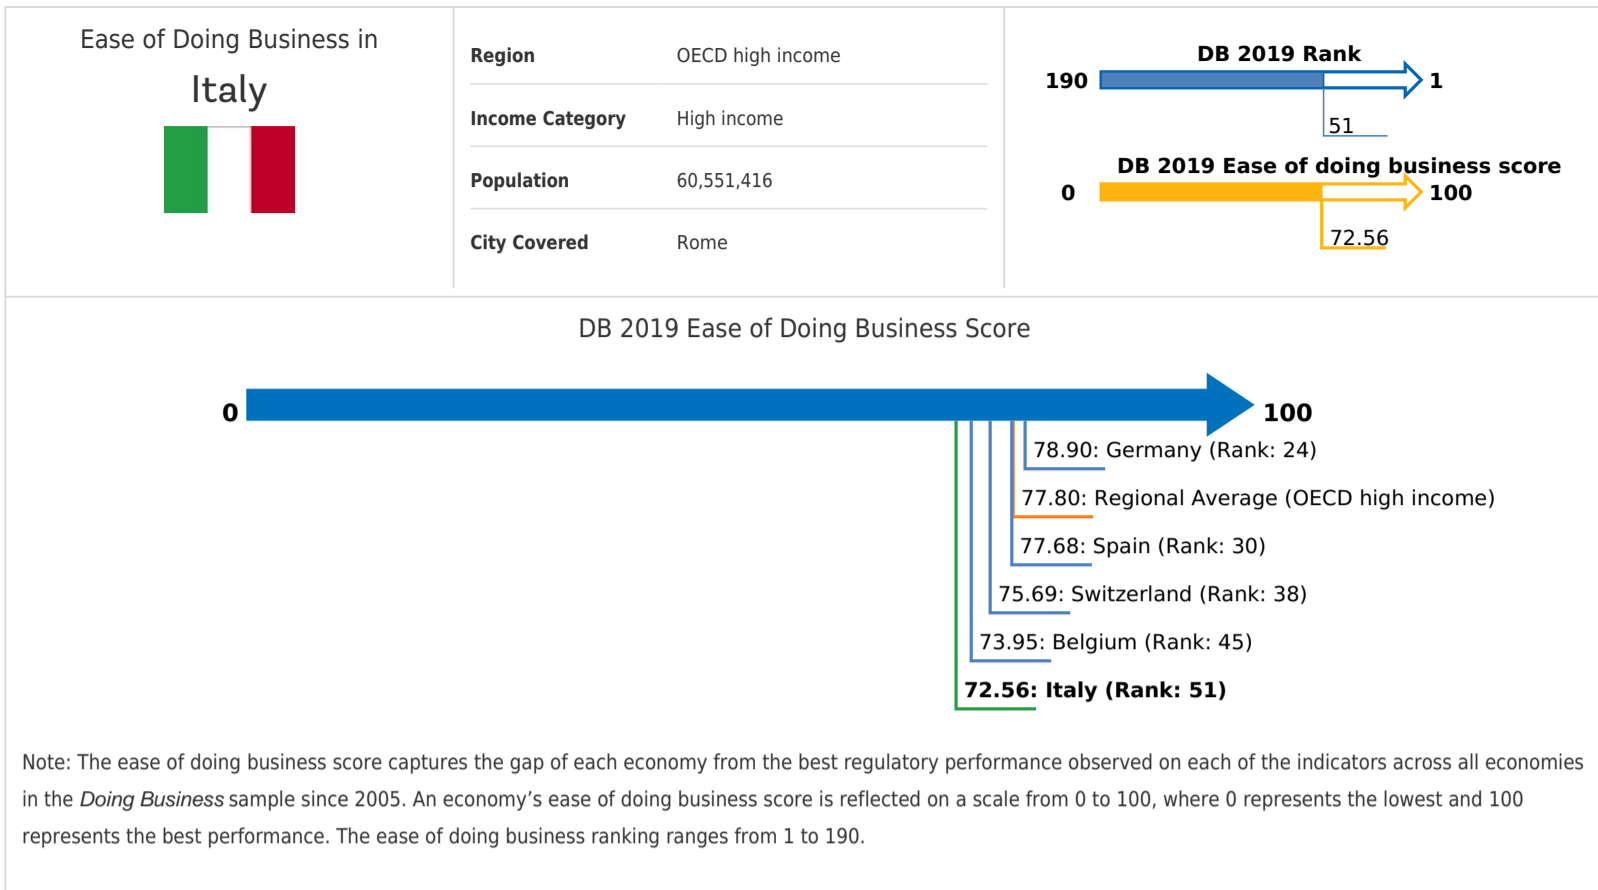 Ease of Doing Business in
Italy
Region OECD high income
Income Category High income
Population 60,551,416
City Covered Rome
DB 2019 Rank
190 1
51
DB 2019 Ease of doing business score
0 100
72.56
DB 2019 Ease of Doing Business Score
0 100
78.90: Germany (Rank: 24)
77.80: Regional Average (OECD high income)
77.68: Spain (Rank: 30)
75.69: Switzerland (Rank: 38)
73.95: Belgium (Rank: 45)
72.56: Italy (Rank: 51)
Note: The ease of doing business score captures the gap of each economy from the best regulatory performance observed on each of the indicators across all economies
in the Doing Business sample since 2005. An economy’s ease of doing business score is reflected on a scale from 0 to 100, where 0 represents the lowest and 100
represents the best performance. The ease of doing business ranking ranges from 1 to 190.